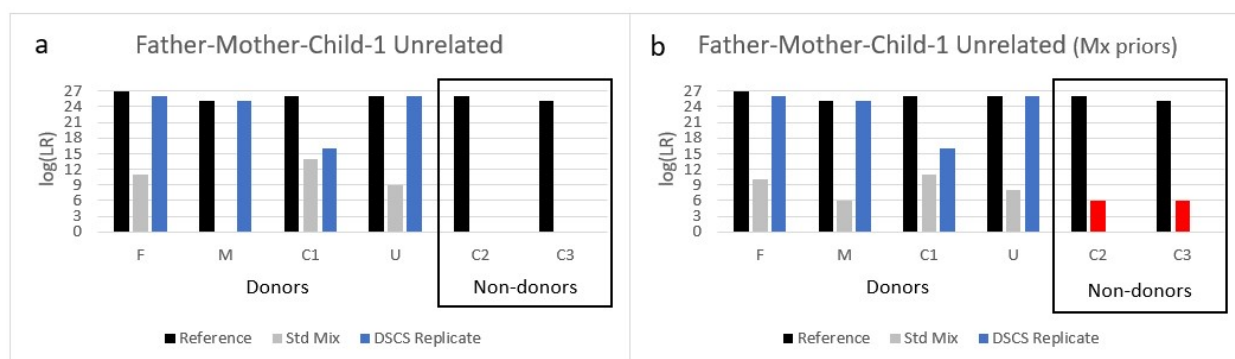 a
Father-Mother-Child-1 Unrelated
log(LR)
27
24
21
18
15
12
9
6
3
0
F M C1 U C2 C3
Donors Non-donors
Reference Std Mix DSCS Replicate
b
Father-Mother-Child-1 Unrelated (Mx priors)
log(LR)
27
24
21
18
15
12
9
6
3
0
F M C1 U C2 C3
Donors Non-donors
Reference Std Mix DSCS Replicate